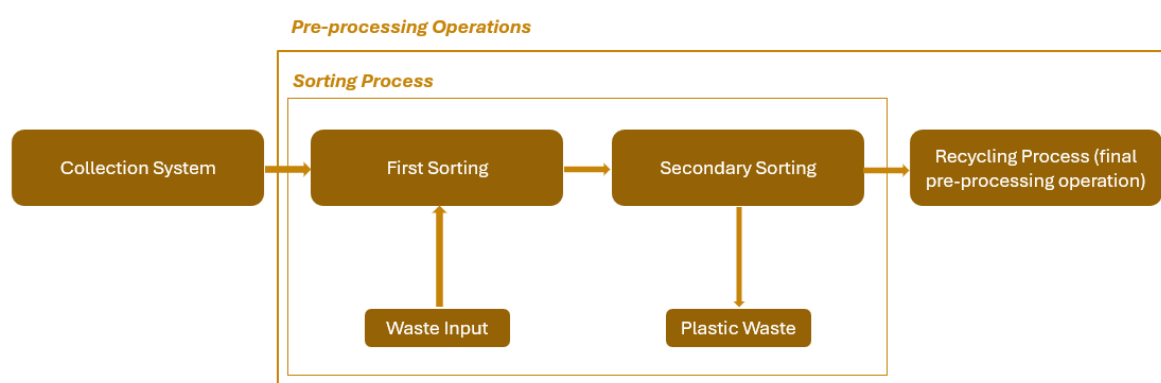 Pre-processing Operations
Sorting Process
Collection System
First Sorting
Secondary Sorting
Recycling Process (final
pre-processing operation)
Waste Input
Plastic Waste